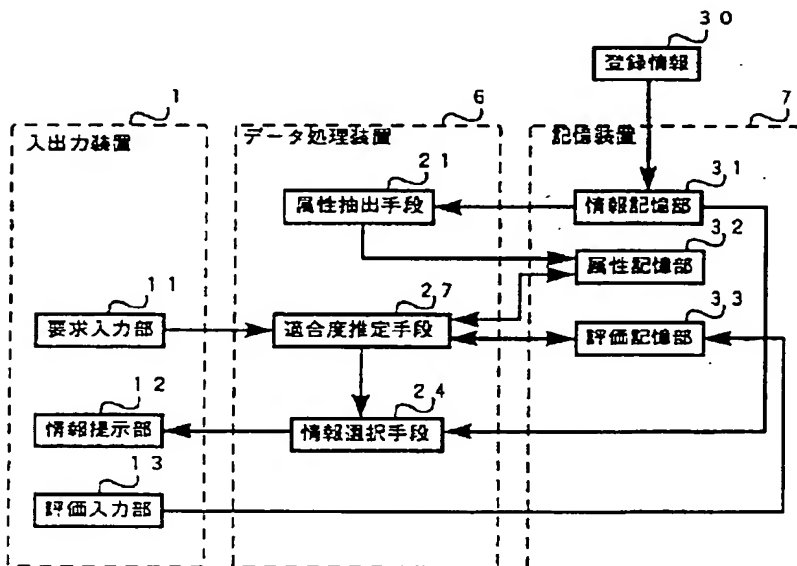 ３０
登録情報
１
６
７
入出力装置
データ処理装置
記憶装置
２１
３１
属性抽出手段
情報記憶部
３２
属性記憶部
１１
２７
３３
要求入力部
適合度推定手段
評価記憶部
１２
２４
情報提示部
情報選択手段
１３
評価入力部